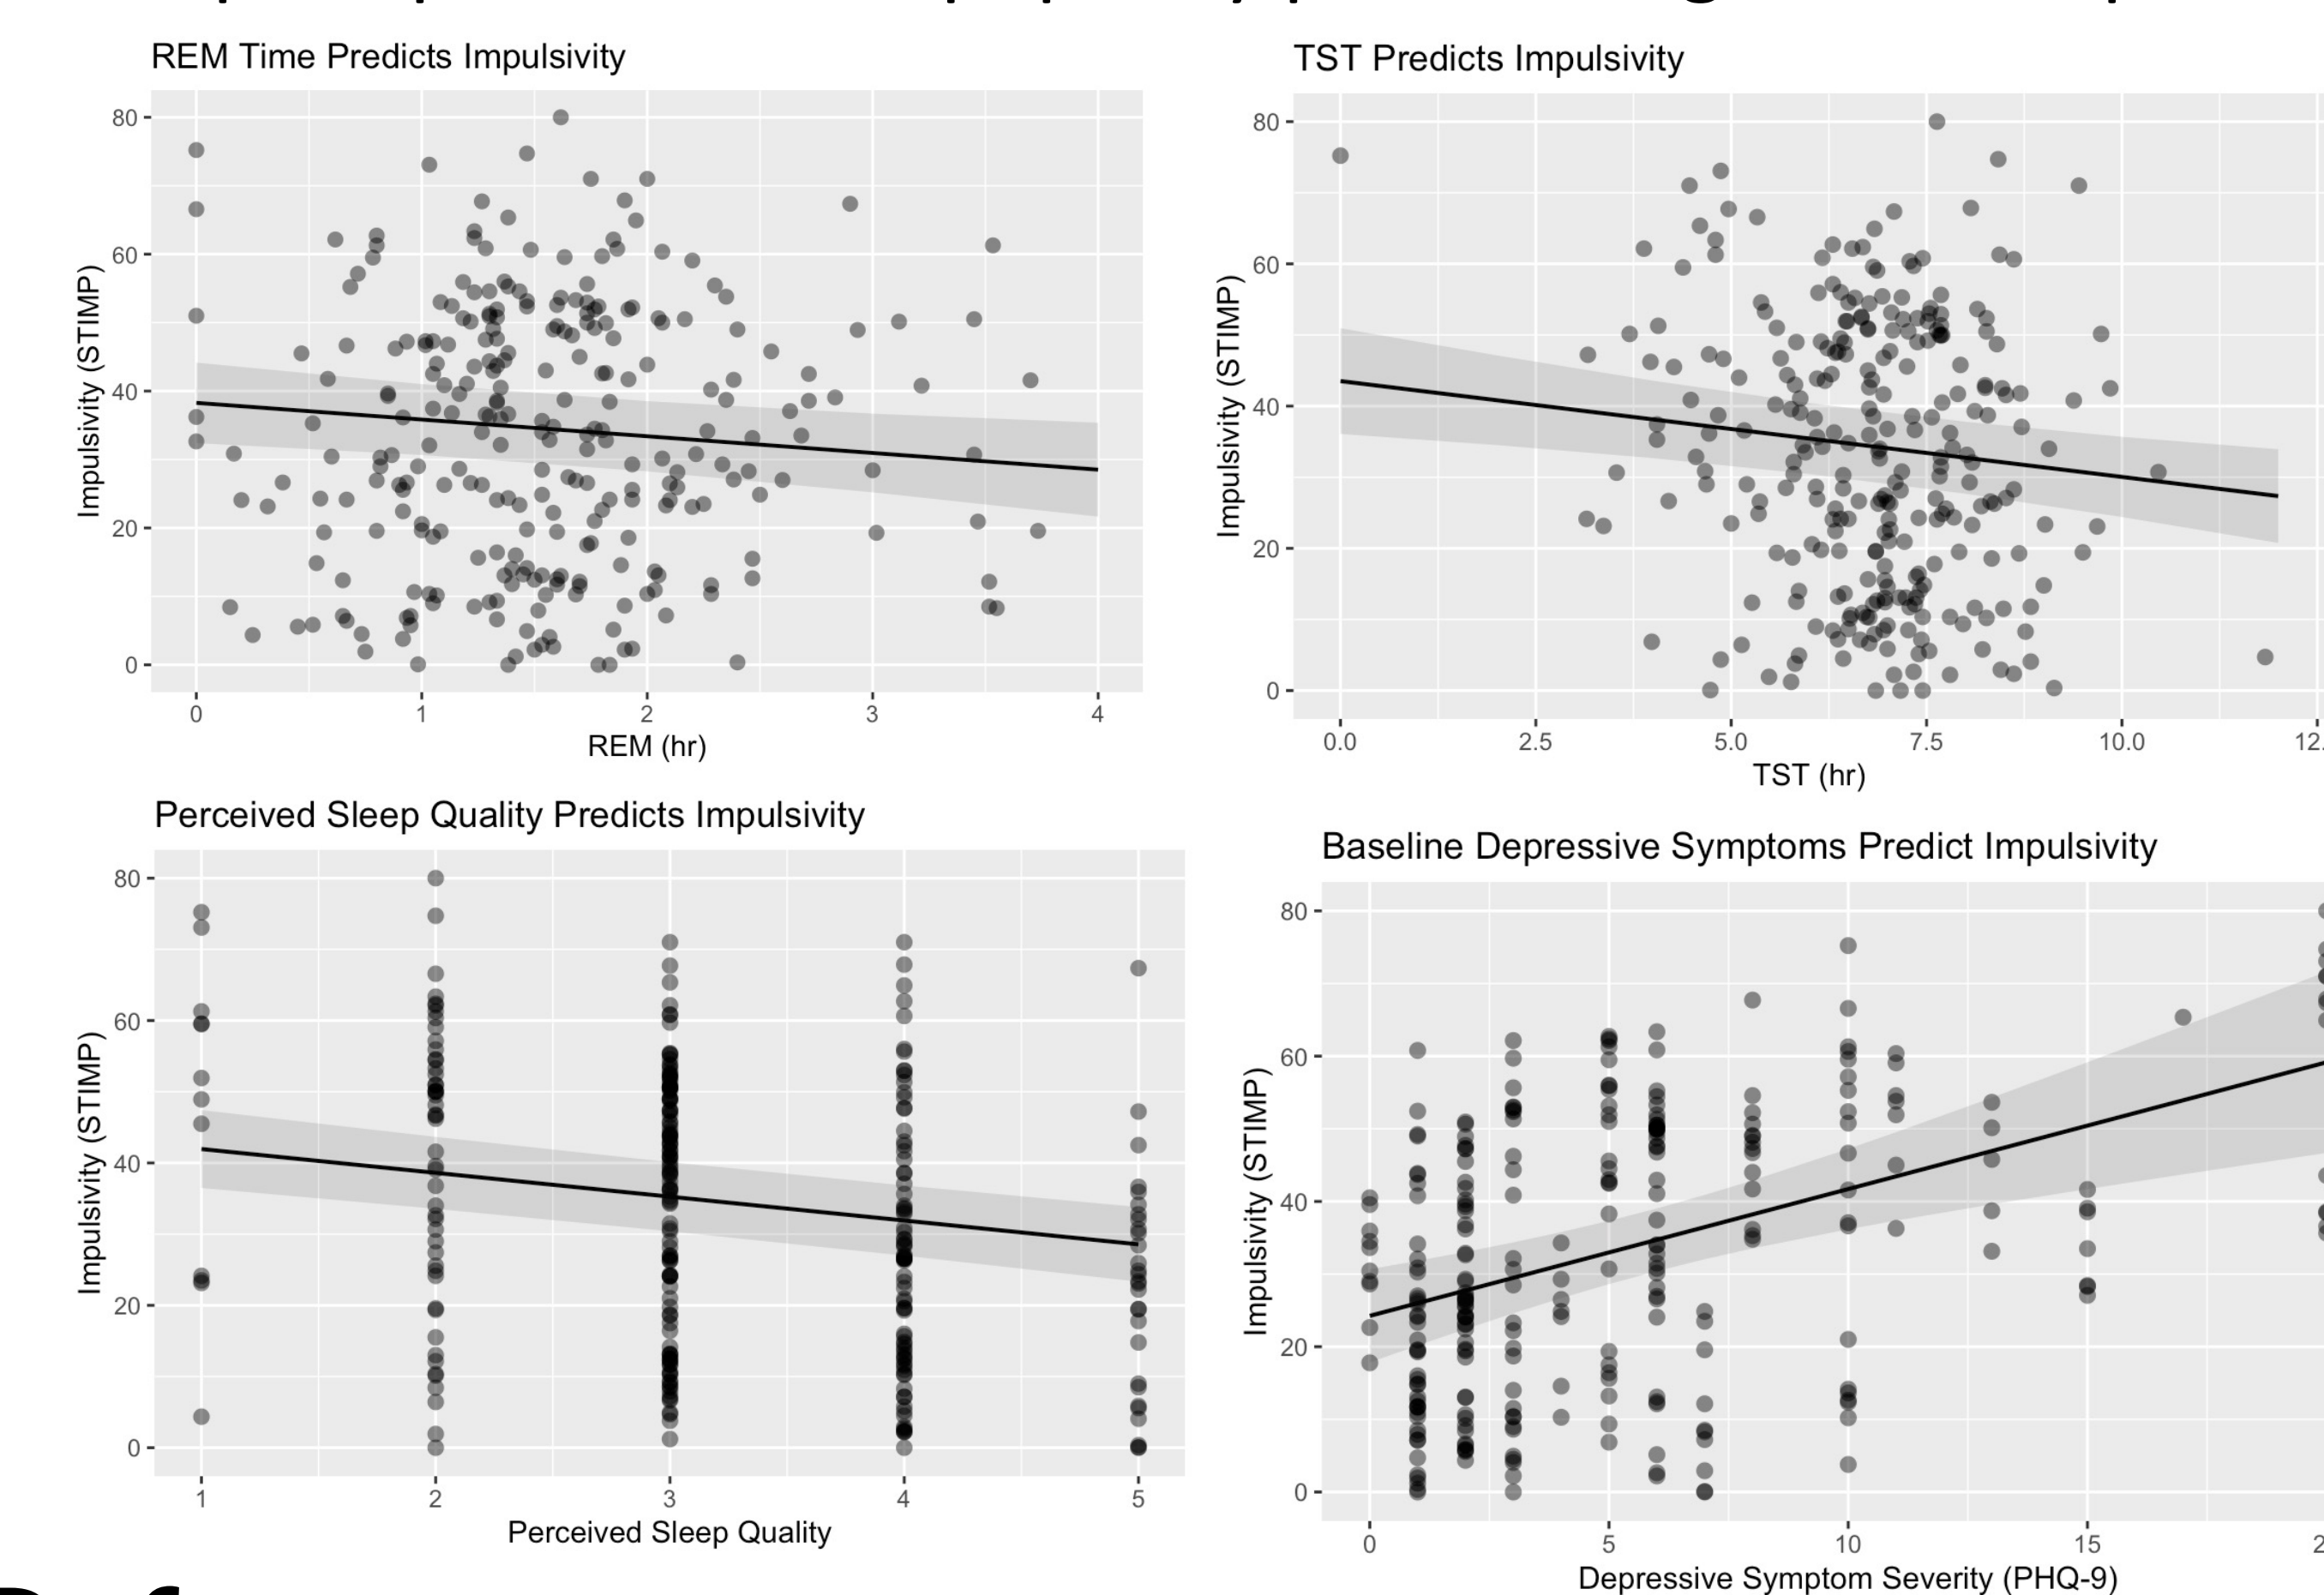 REM Time Predicts Impulsivity
80
60
40
20
0
Impulsivity (STIMP)
0 1 2 3 4
REM (hr)
TST Predicts Impulsivity
80
60
40
20
0
Impulsivity (STIMP)
0.0 2.5 5.0 7.5 10.0 12.
TST (hr)
Perceived Sleep Quality Predicts Impulsivity
80
60
40
20
0
Impulsivity (STIMP)
1 2 3 4 5
Perceived Sleep Quality
Baseline Depressive Symptoms Predict Impulsivity
80
60
40
20
0
Impulsivity (STIMP)
0 5 10 15 2
Depressive Symptom Severity (PHQ-9)